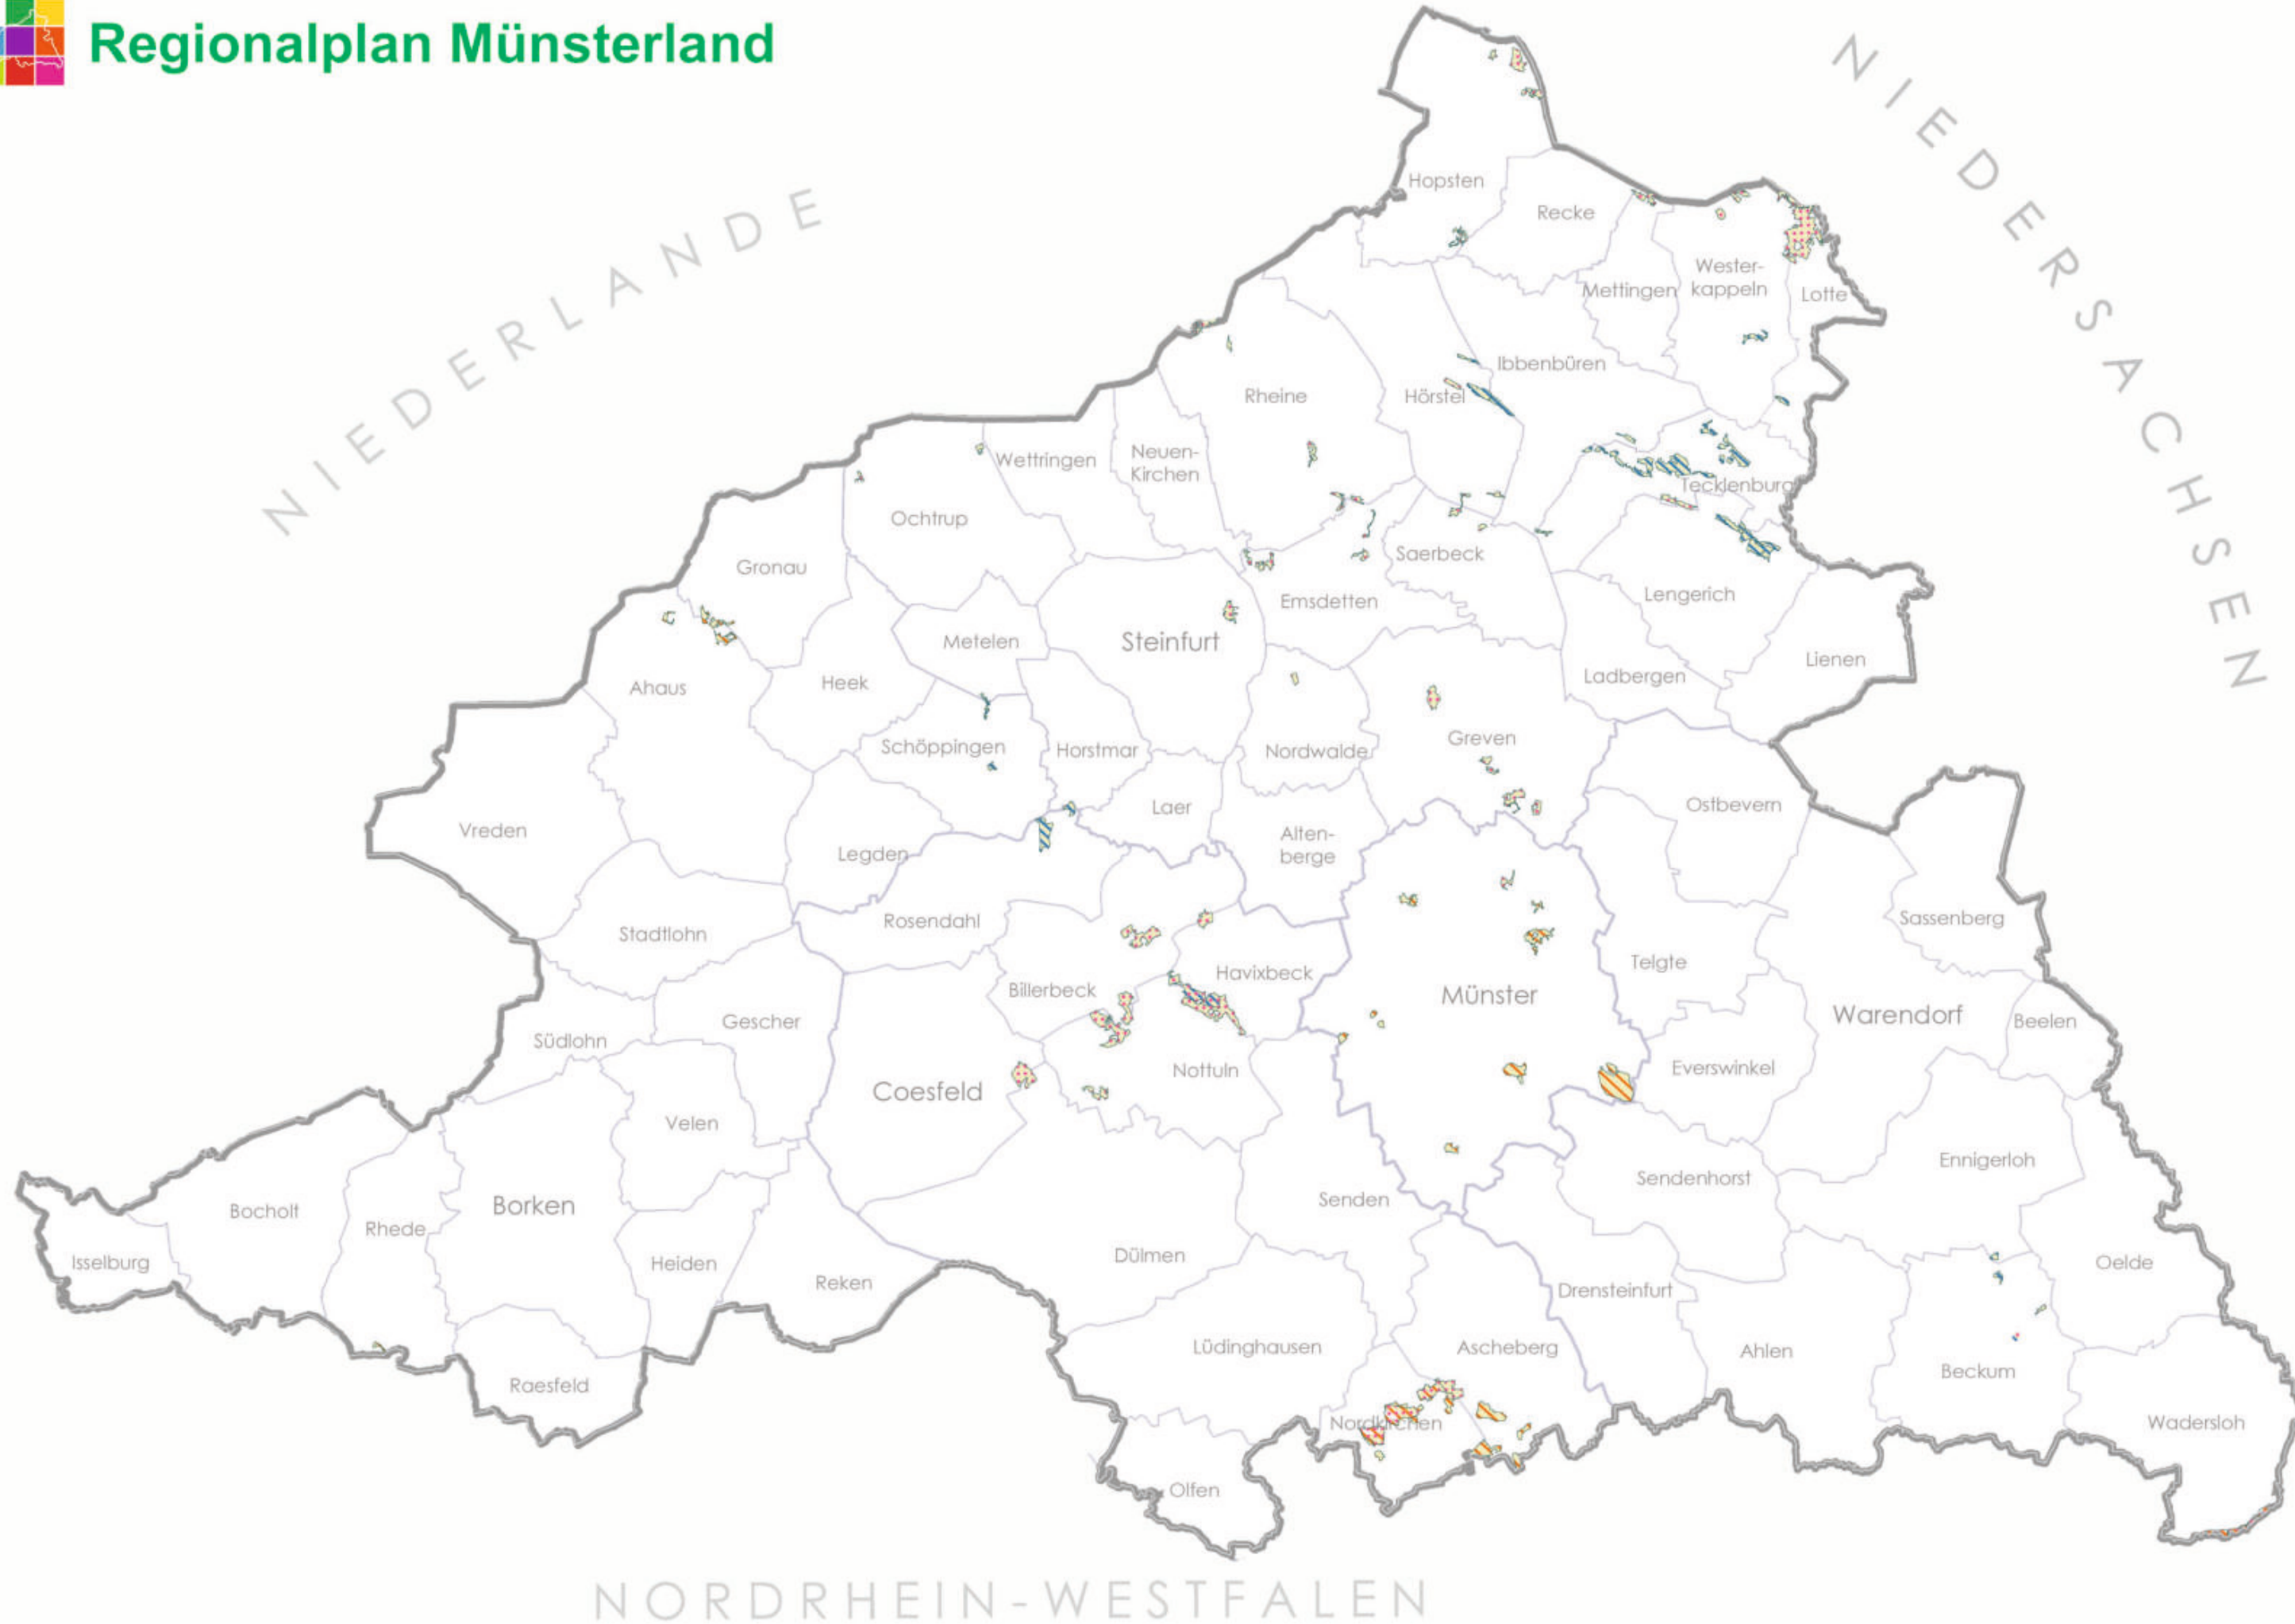 Regionalplan Münsterland
NIEDERLANDE
NIEDERSACHSEN
Hopsten
Recke
Wester-
kappeln
Mettingen
Lotte
Ibbenbüren
Rheine
Hörstel
Wettringen
Neuen-
Kirchen
Tecklenburg
Ochtrup
Saerbeck
Gronau
Emsdetten
Lengerich
Metelen
Steinfurt
Lienen
Ahaus
Heek
Ladbergen
Schöppingen
Horstmar
Nordwalde
Greven
Vreden
Legden
Laer
Alten-
berge
Ostbevern
Stadtlohn
Rosendahl
Sassenberg
Billerbeck
Havixbeck
Telgte
Münster
Südlohn
Gescher
Warendorf
Beelen
Coesfeld
Nottuln
Everswinkel
Velen
Ennigerloh
Sendenhorst
Bocholt
Rhede
Borken
Senden
Isselburg
Heiden
Reken
Dülmen
Drensteinfurt
Oelde
Raesfeld
Lüdinghausen
Ascheberg
Ahlen
Beckum
Nordkirchen
Wadersloh
Olfen
NORDRHEIN-WESTFALEN